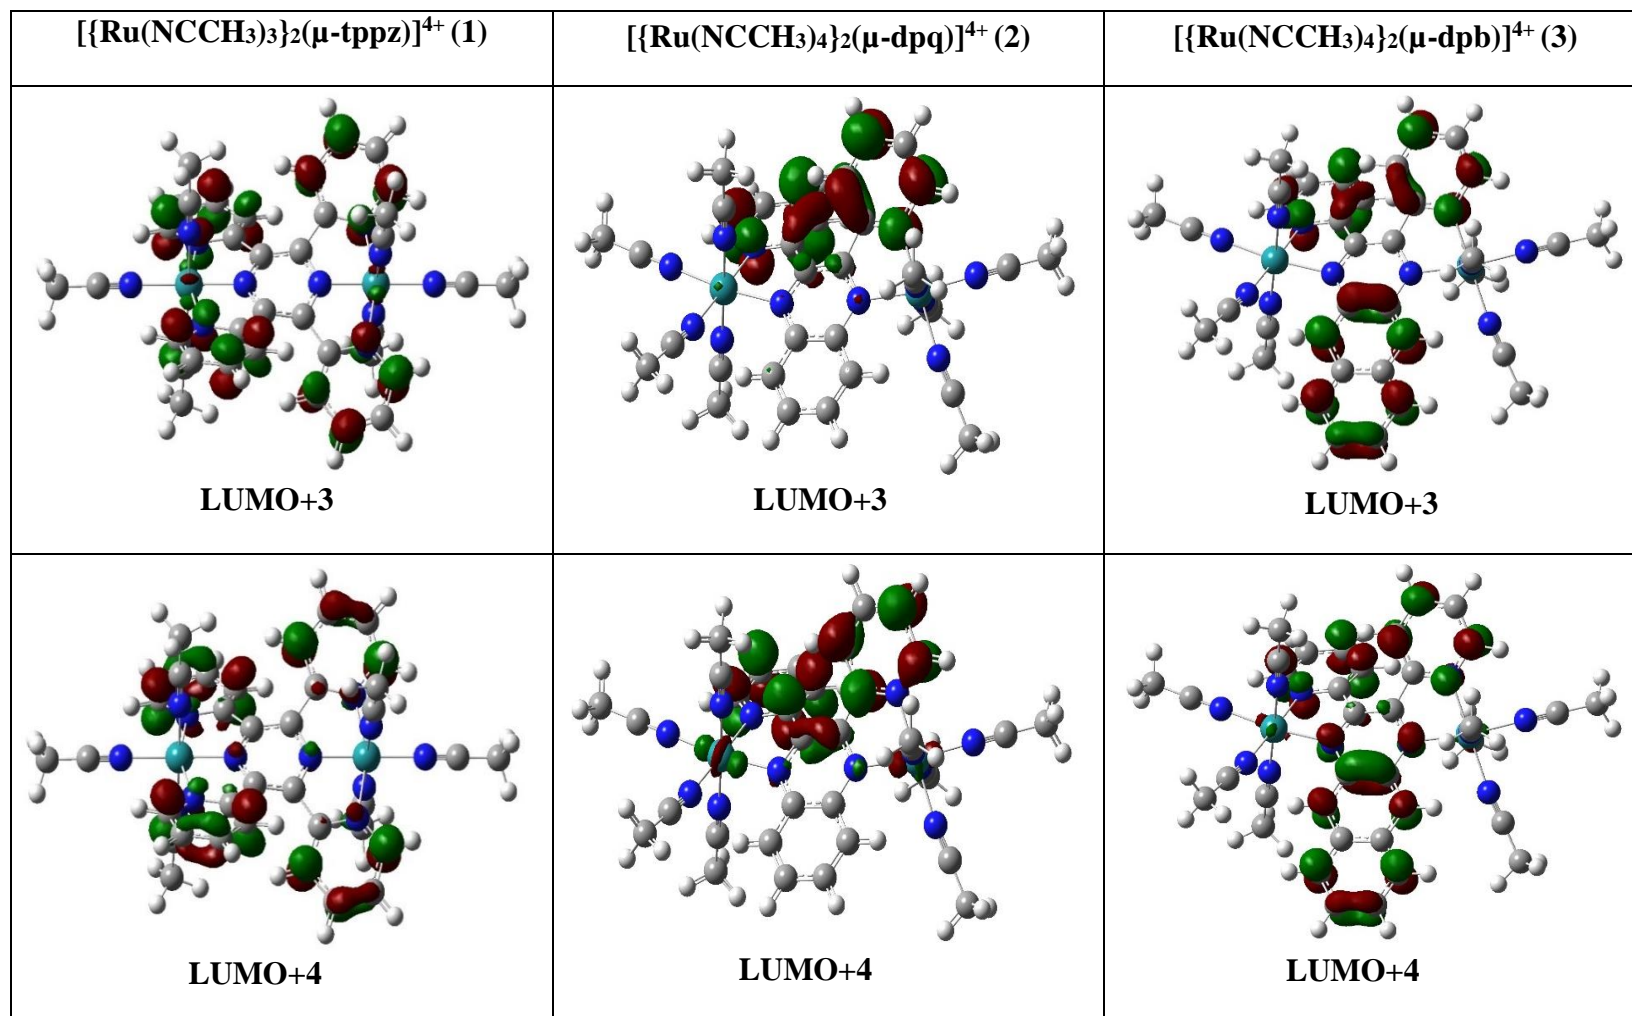 [{Ru(NCCH₃)₃}₂(µ-tppz)]⁴⁺ (1)
[{Ru(NCCH₃)₄}₂(µ-dpq)]⁴⁺ (2)
[{Ru(NCCH₃)₄}₂(µ-dpb)]⁴⁺ (3)
LUMO+3
LUMO+3
LUMO+3
LUMO+4
LUMO+4
LUMO+4